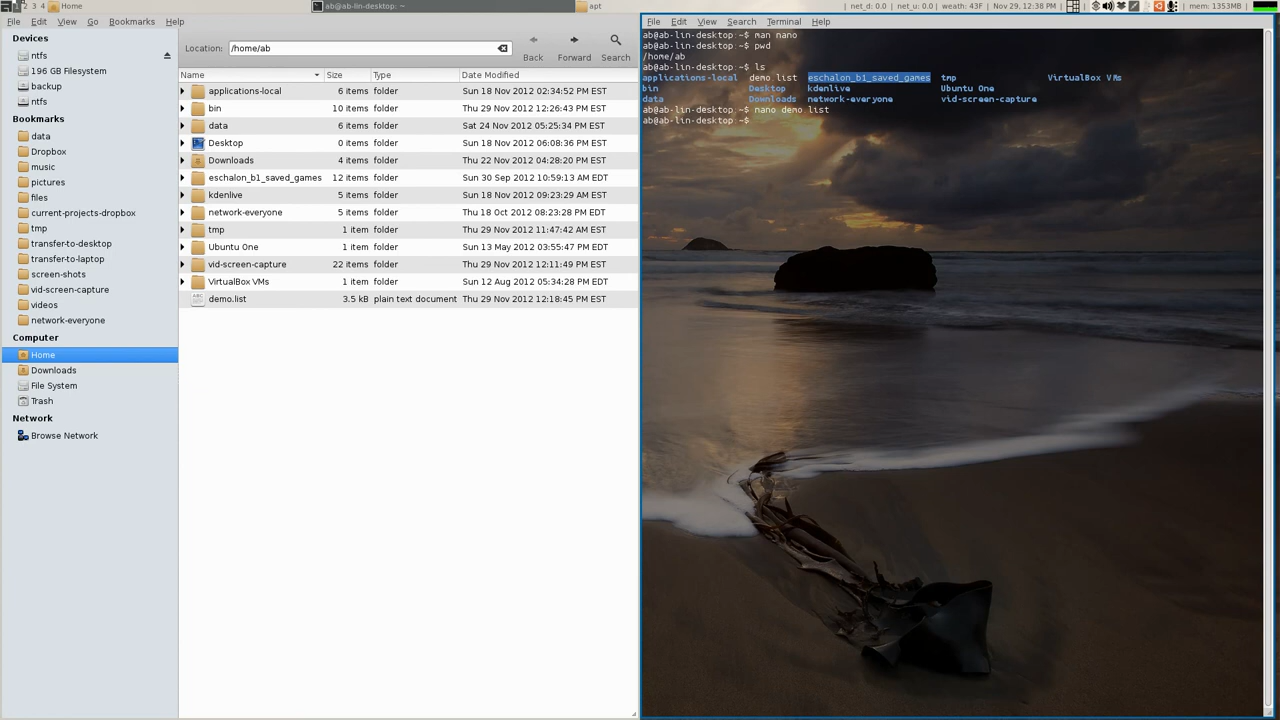 1 2 3 4 Home ab@ab-lin-desktop: ~ apt net_d: 0.0 net_u: 0.0 weath: 43F Nov 29, 12:38 PM mem: 1353MB
File Edit View Go Bookmarks Help
Devices
ntfs
196 GB Filesystem
backup
ntfs
Bookmarks
data
Dropbox
music
pictures
files
current-projects-dropbox
tmp
transfer-to-desktop
transfer-to-laptop
screen-shots
vid-screen-capture
videos
network-everyone
Computer
Home
Downloads
File System
Trash
Network
Browse Network
Location: /home/ab Back Forward Search
Name Size Type Date Modified
applications-local 6 items folder Sun 18 Nov 2012 02:34:52 PM EST
bin 10 items folder Thu 29 Nov 2012 12:26:43 PM EST
data 6 items folder Sat 24 Nov 2012 05:25:34 PM EST
Desktop 0 items folder Sun 18 Nov 2012 06:08:36 PM EST
Downloads 4 items folder Thu 22 Nov 2012 04:28:20 PM EST
eschalon_b1_saved_games 12 items folder Sun 30 Sep 2012 10:59:13 AM EDT
kdenlive 5 items folder Sun 18 Nov 2012 09:23:29 AM EST
network-everyone 5 items folder Thu 18 Oct 2012 08:23:28 PM EDT
tmp 1 item folder Thu 29 Nov 2012 11:47:42 AM EST
Ubuntu One 1 item folder Sun 13 May 2012 03:55:47 PM EDT
vid-screen-capture 22 items folder Thu 29 Nov 2012 12:11:49 PM EST
VirtualBox VMs 1 item folder Sun 12 Aug 2012 05:34:28 PM EDT
demo.list 3.5 kB plain text document Thu 29 Nov 2012 12:18:45 PM EST
File Edit View Search Terminal Help
ab@ab-lin-desktop:~$ man nano
ab@ab-lin-desktop:~$ pwd
/home/ab
ab@ab-lin-desktop:~$ ls
applications-local demo.list eschalon_b1_saved_games tmp VirtualBox VMs
bin Desktop kdenlive Ubuntu One
data Downloads network-everyone vid-screen-capture
ab@ab-lin-desktop:~$ nano demo.list
ab@ab-lin-desktop:~$